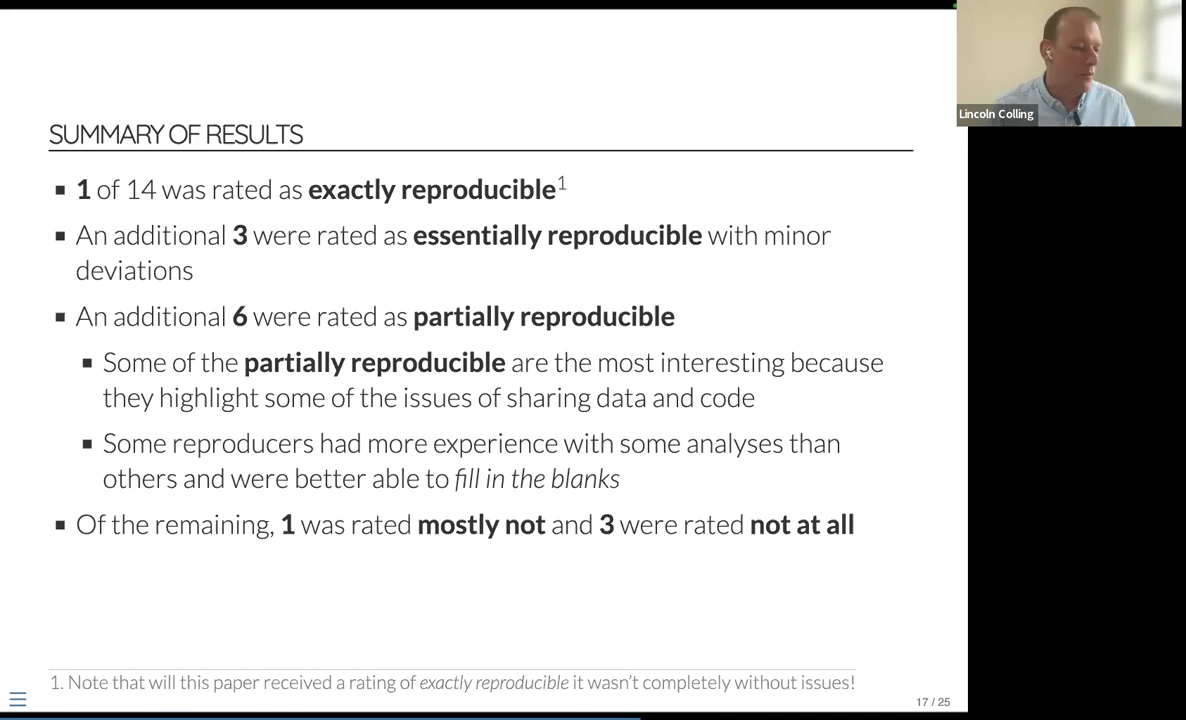 Lincoln Colling
SUMMARY OF RESULTS
1 of 14 was rated as exactly reproducible1
An additional 3 were rated as essentially reproducible with minor
deviations
An additional 6 were rated as partially reproducible
Some of the partially reproducible are the most interesting because
they highlight some of the issues of sharing data and code
Some reproducers had more experience with some analyses than
others and were better able to fill in the blanks
Of the remaining, 1 was rated mostly not and 3 were rated not at all
1. Note that will this paper received a rating of exactly reproducible it wasn't completely without issues!
17 / 25